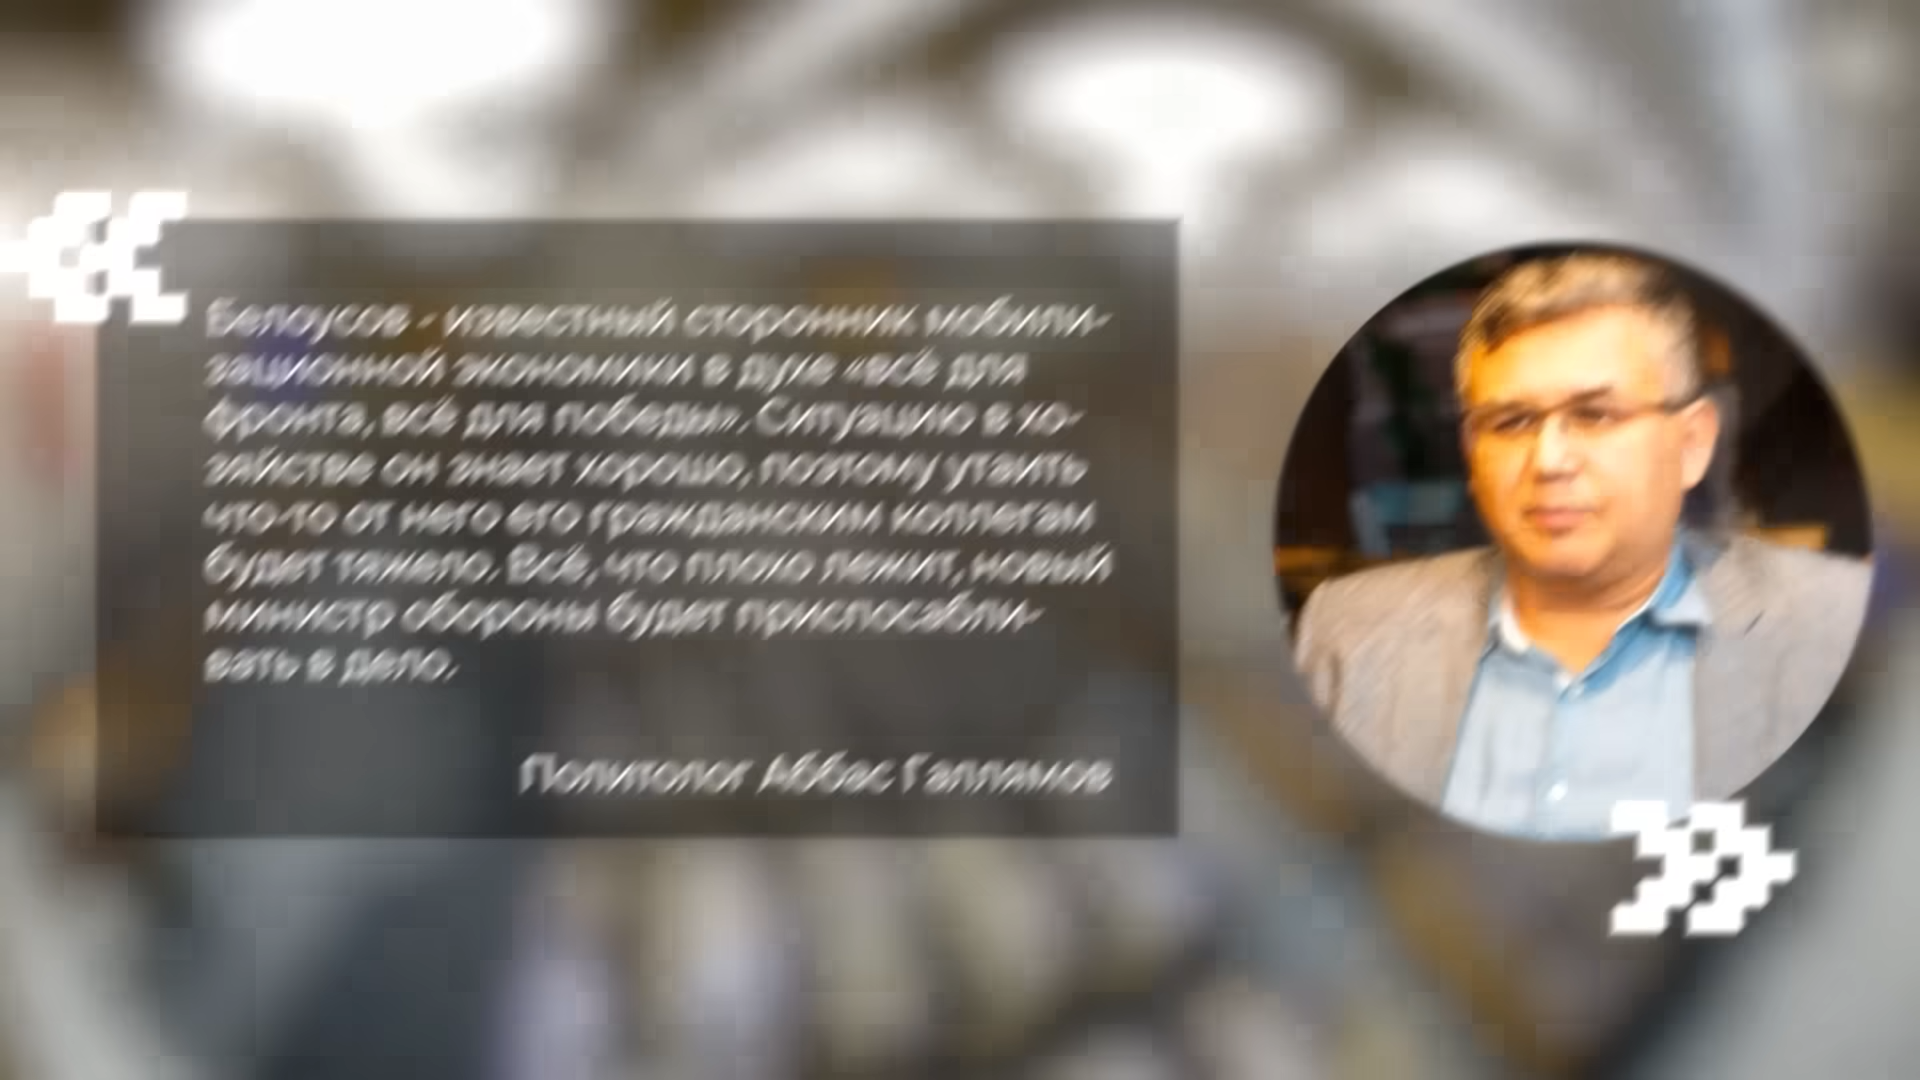 Белоусов - известный сторонник мобили-
зационной экономики в духе «всё для
фронта, всё для победы». Ситуацию в хо-
зяйстве он знает хорошо, поэтому утаить
что-то от него его гражданским коллегам
будет тяжело. Всё, что плохо лежит, новый
министр обороны будет приспосабли-
вать в дело.
Политолог Аббас Галлямов